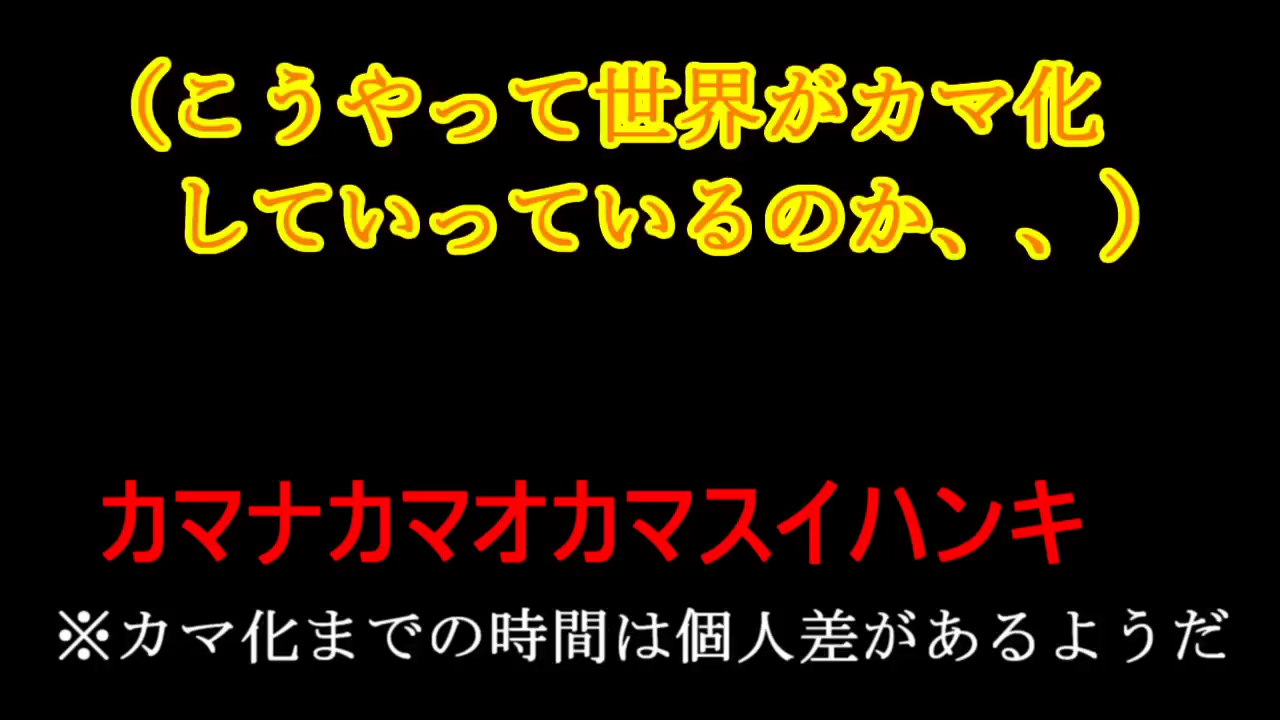 （こうやって世界がカマ化
していっているのか、、）
カマナカマオカマスイハンキ
※カマ化までの時間は個人差があるようだ